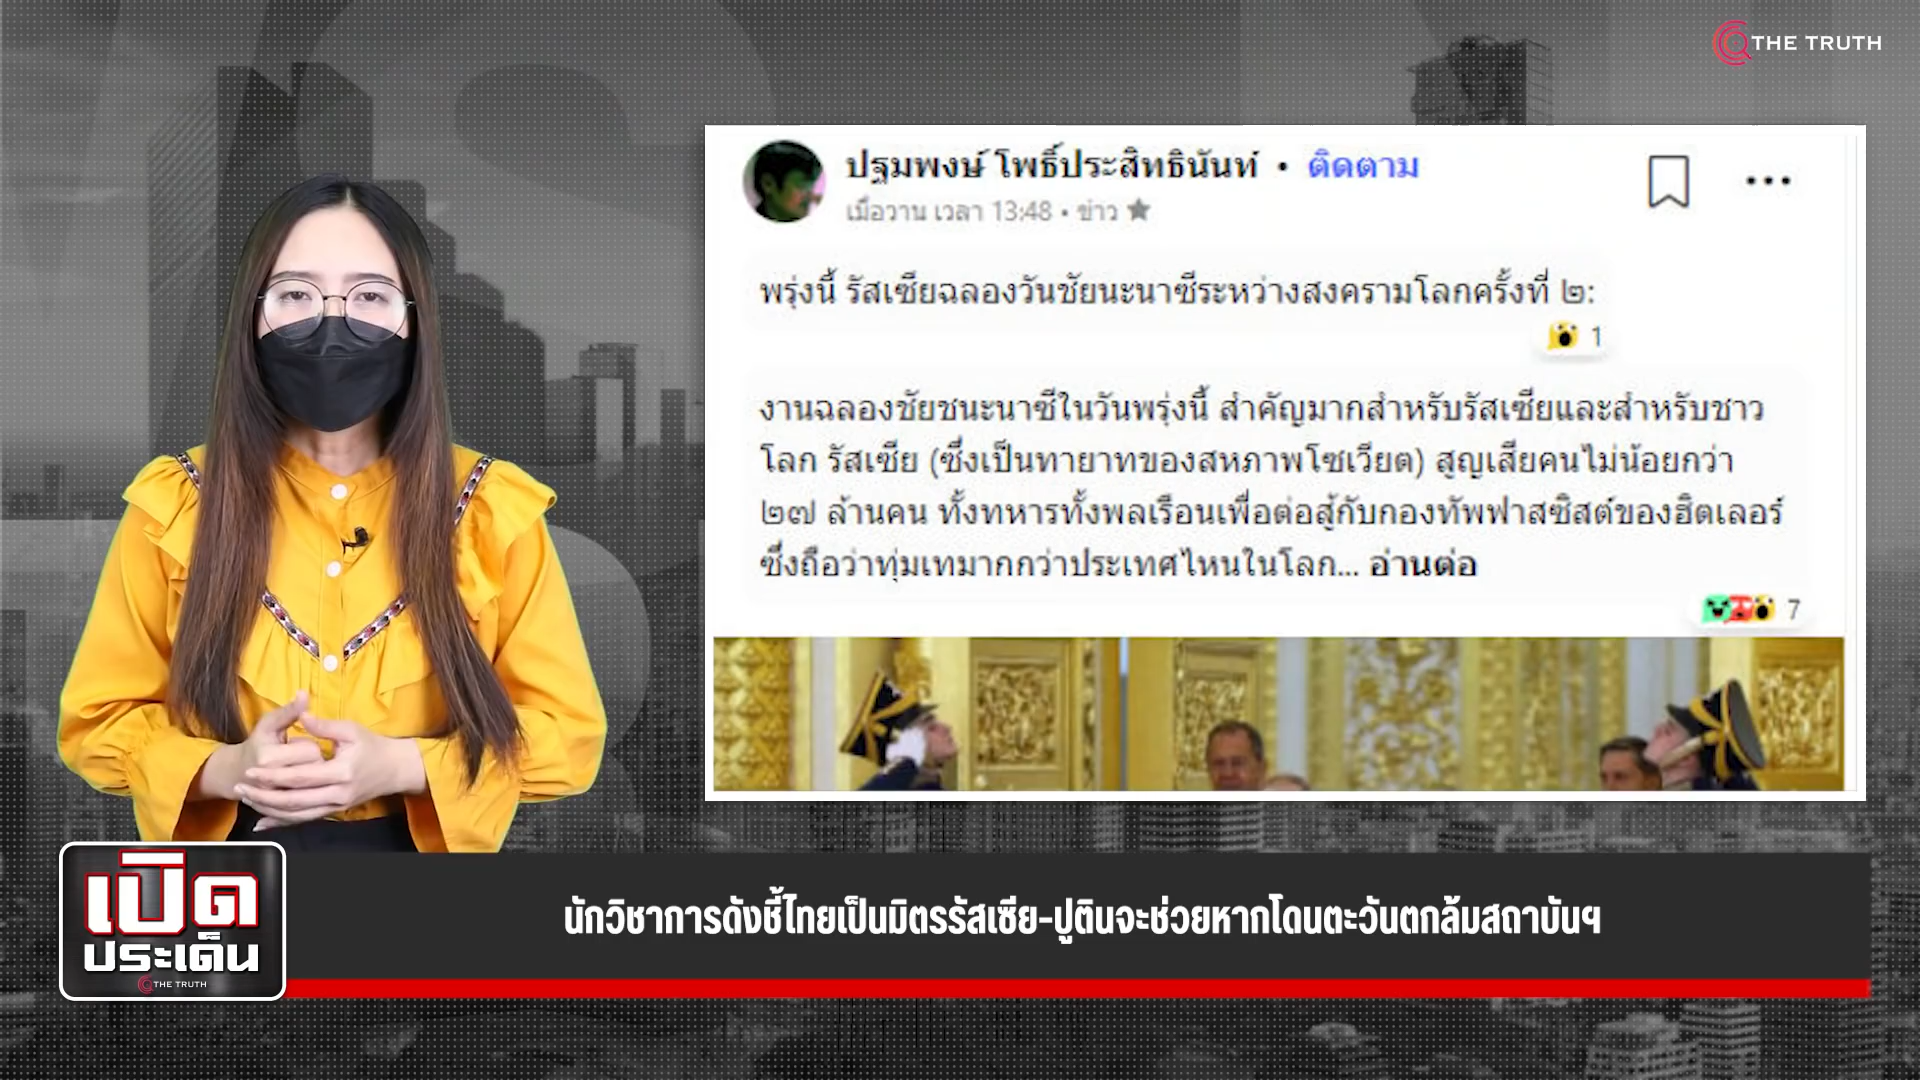 THE TRUTH
ปฐมพงษ์ โพธิ์ประสิทธินันท์ • ติดตาม
เมื่อวาน เวลา 13:48 • ข่าว
พรุ่งนี้ รัสเซียฉลองวันชัยนะนาซีระหว่างสงครามโลกครั้งที่ ๒:
1
งานฉลองชัยชนะนาซีในวันพรุ่งนี้ สำคัญมากสำหรับรัสเซียและสำหรับชาว
โลก รัสเซีย (ซึ่งเป็นทายาทของสหภาพโซเวียต) สูญเสียคนไม่น้อยกว่า
๒๗ ล้านคน ทั้งทหารทั้งพลเรือนเพื่อต่อสู้กับกองทัพฟาสซิสต์ของฮิตเลอร์
ซึ่งถือว่าทุ่มเทมากกว่าประเทศไหนในโลก... อ่านต่อ
7
เปิด
ประเด็น
THE TRUTH
นักวิชาการดังชี้ไทยเป็นมิตรรัสเซีย-ปูตินจะช่วยหากโดนตะวันตกล้มสถาบันฯ